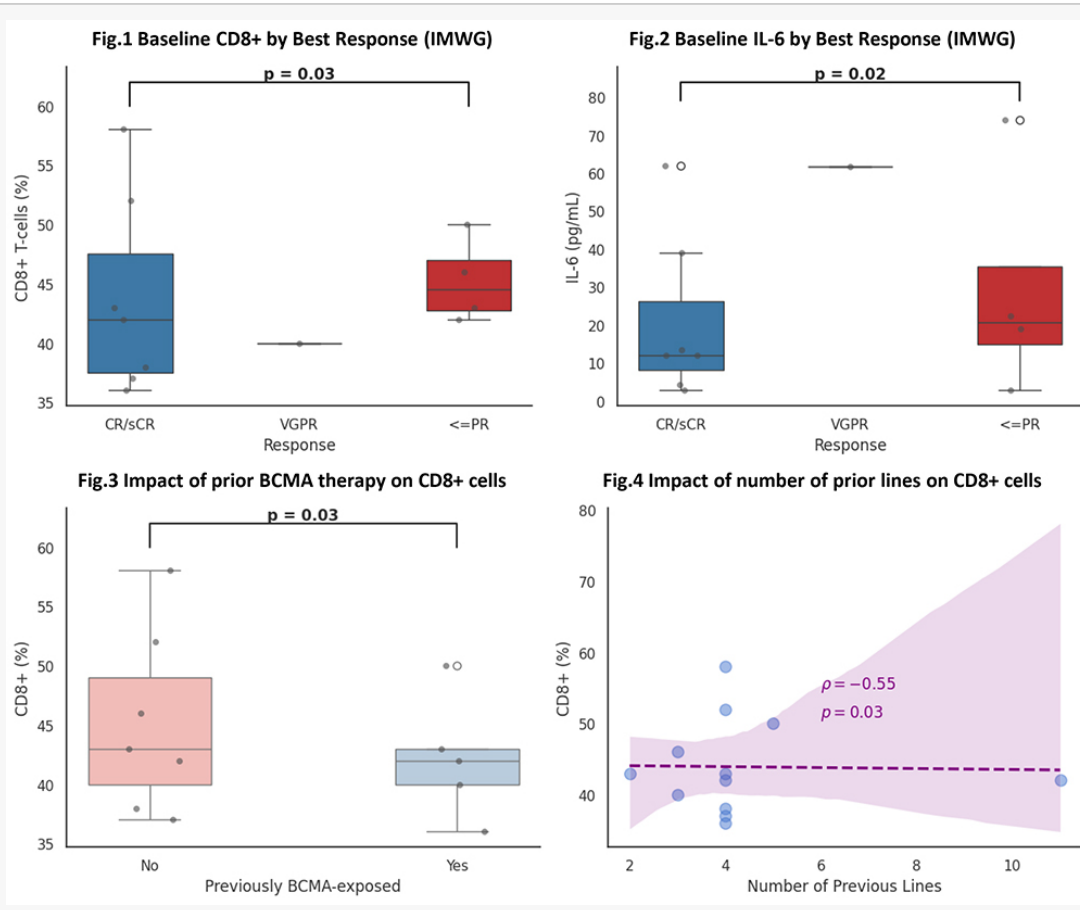 Fig.1 Baseline CD8+ by Best Response (IMWG)
p = 0.03
CD8+ T-cells (%)
60
55
50
45
40
35
CR/sCR VGPR <=PR
Response
Fig.2 Baseline IL-6 by Best Response (IMWG)
p = 0.02
IL-6 (pg/mL)
80
70
60
50
40
30
20
10
0
CR/sCR VGPR <=PR
Response
Fig.3 Impact of prior BCMA therapy on CD8+ cells
p = 0.03
CD8+ (%)
60
55
50
45
40
35
No Yes
Previously BCMA-exposed
Fig.4 Impact of number of prior lines on CD8+ cells
CD8+ (%)
80
70
60
50
40
ρ = −0.55
p = 0.03
2 4 6 8 10
Number of Previous Lines